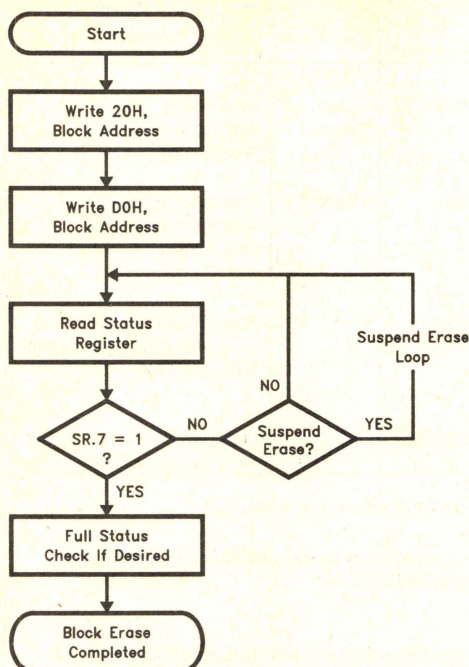 Start
Write 20H,
Block Address
Write D0H,
Block Address
Read Status
Register
Suspend Erase
Loop
NO
SR.7 = 1
?
NO
Suspend
Erase?
YES
YES
Full Status
Check If Desired
Block Erase
Completed